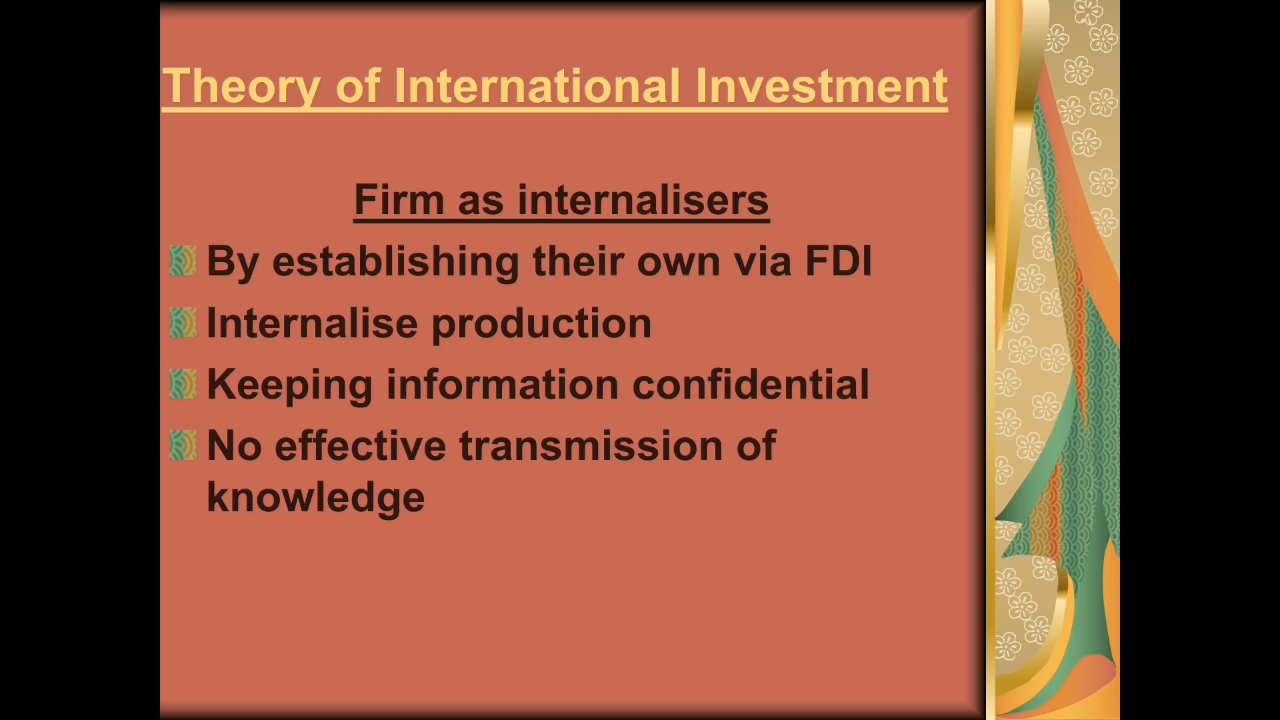 Theory of International Investment
Firm as internalisers
By establishing their own via FDI
Internalise production
Keeping information confidential
No effective transmission of
knowledge